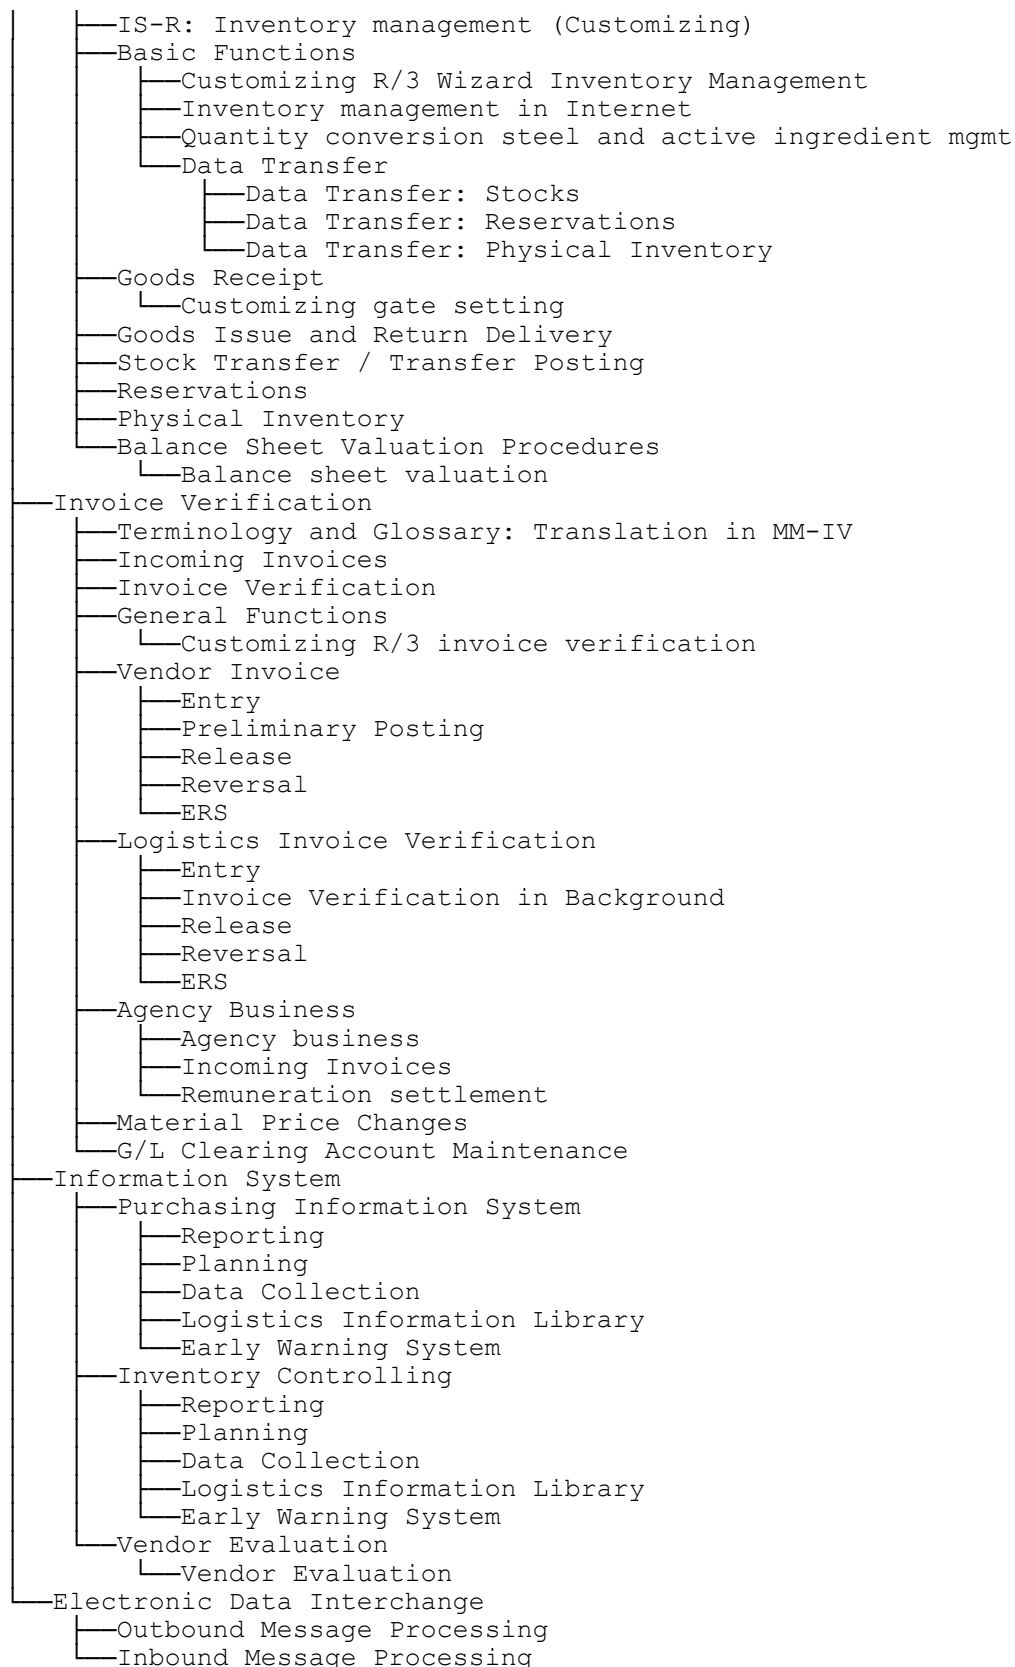 IS-R: Inventory management (Customizing)
Basic Functions
Customizing R/3 Wizard Inventory Management
Inventory management in Internet
Quantity conversion steel and active ingredient mgmt
Data Transfer
Data Transfer: Stocks
Data Transfer: Reservations
Data Transfer: Physical Inventory
Goods Receipt
Customizing gate setting
Goods Issue and Return Delivery
Stock Transfer / Transfer Posting
Reservations
Physical Inventory
Balance Sheet Valuation Procedures
Balance sheet valuation
Invoice Verification
Terminology and Glossary: Translation in MM-IV
Incoming Invoices
Invoice Verification
General Functions
Customizing R/3 invoice verification
Vendor Invoice
Entry
Preliminary Posting
Release
Reversal
ERS
Logistics Invoice Verification
Entry
Invoice Verification in Background
Release
Reversal
ERS
Agency Business
Agency business
Incoming Invoices
Remuneration settlement
Material Price Changes
G/L Clearing Account Maintenance
Information System
Purchasing Information System
Reporting
Planning
Data Collection
Logistics Information Library
Early Warning System
Inventory Controlling
Reporting
Planning
Data Collection
Logistics Information Library
Early Warning System
Vendor Evaluation
Vendor Evaluation
Electronic Data Interchange
Outbound Message Processing
Inbound Message Processing